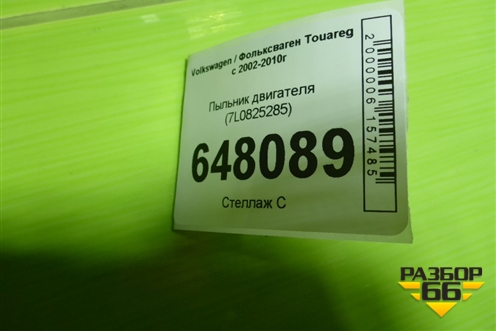 Volkswagen / Фольксваген Touareg
с 2002-2010г
Пыльник двигателя
(7L0825285)
648089
Стеллаж С
2000006157485
РАЗБОР
66